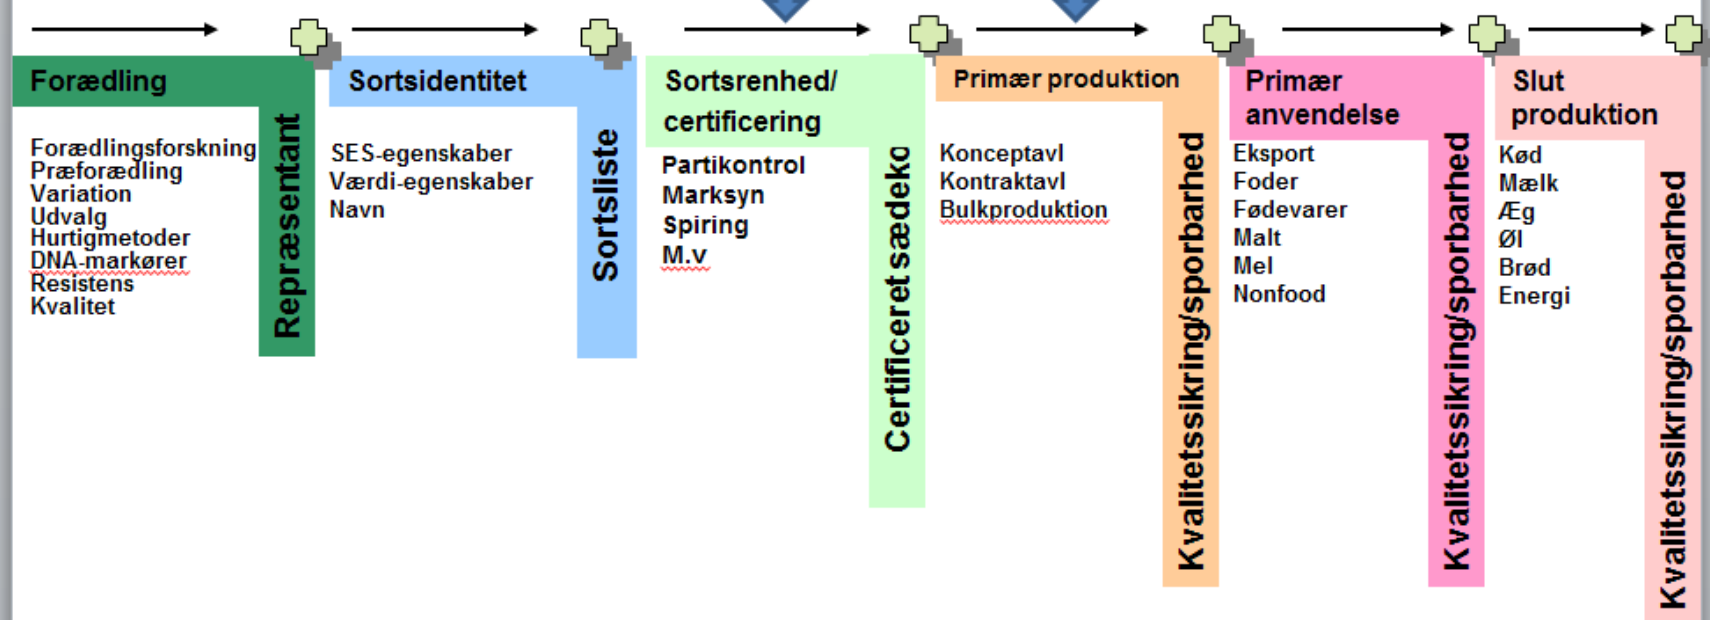 Forædling
Forædlingsforskning
Præforædling
Variation
Udvalg
Hurtigmetoder
DNA-markører
Resistens
Kvalitet
Repræsentant
Sortsidentitet
SES-egenskaber
Værdi-egenskaber
Navn
Sortsliste
Sortsrenhed/
certificering
Partikontrol
Marksyn
Spiring
M.v
Certificeret sædeko
Primær produktion
Konceptavl
Kontraktavl
Bulkproduktion
Kvalitetssikring/sporbarhed
Primær
anvendelse
Eksport
Foder
Fødevarer
Malt
Mel
Nonfood
Kvalitetssikring/sporbarhed
Slut
produktion
Kød
Mælk
Æg
Øl
Brød
Energi
Kvalitetssikring/sporbarhed